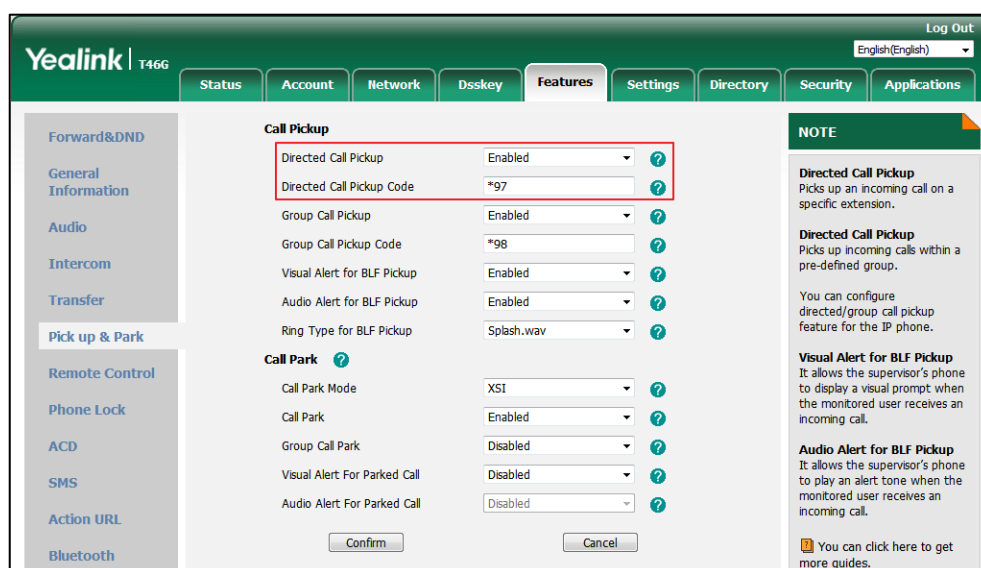 Log Out
Yealink | T46G
English(English)
Status Account Network Dsskey Features Settings Directory Security Applications
Forward&DND
General
Information
Audio
Intercom
Transfer
Pick up & Park
Remote Control
Phone Lock
ACD
SMS
Action URL
Bluetooth
Call Pickup
Directed Call Pickup Enabled ?
Directed Call Pickup Code *97 ?
Group Call Pickup Enabled ?
Group Call Pickup Code *98 ?
Visual Alert for BLF Pickup Enabled ?
Audio Alert for BLF Pickup Enabled ?
Ring Type for BLF Pickup Splash.wav ?
Call Park ?
Call Park Mode XSI ?
Call Park Enabled ?
Group Call Park Disabled ?
Visual Alert For Parked Call Disabled ?
Audio Alert For Parked Call Disabled ?
Confirm Cancel
NOTE
Directed Call Pickup
Picks up an incoming call on a
specific extension.
Directed Call Pickup
Picks up incoming calls within a
pre-defined group.
You can configure
directed/group call pickup
feature for the IP phone.
Visual Alert for BLF Pickup
It allows the supervisor's phone
to display a visual prompt when
the monitored user receives an
incoming call.
Audio Alert for BLF Pickup
It allows the supervisor's phone
to play an alert tone when the
monitored user receives an
incoming call.
? You can click here to get
more guides.